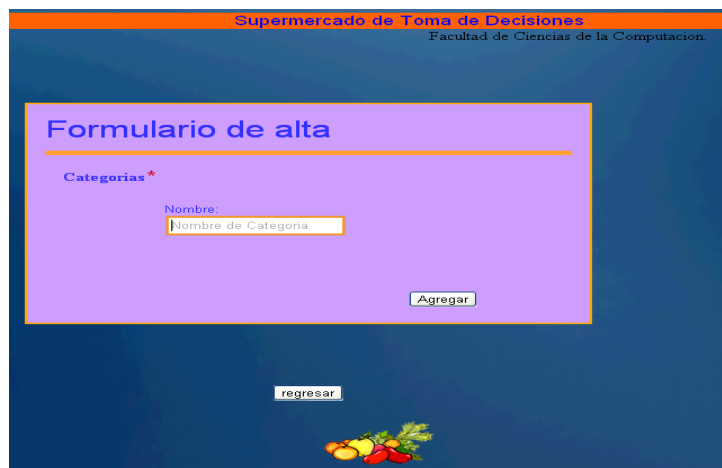 Supermercado de Toma de Decisiones
Facultad de Ciencias de la Computacion.
Formulario de alta
Categorias*
Nombre:
Nombre de Categoria
Agregar
regresar